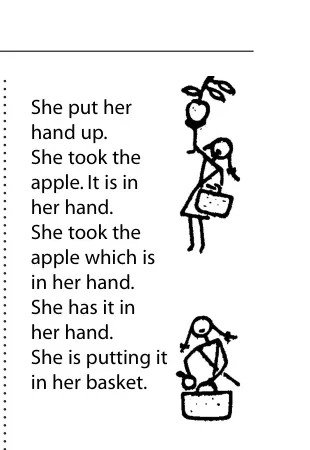 She put her
hand up.
She took the
apple. It is in
her hand.
She took the
apple which is
in her hand.
She has it in
her hand.
She is putting it
in her basket.